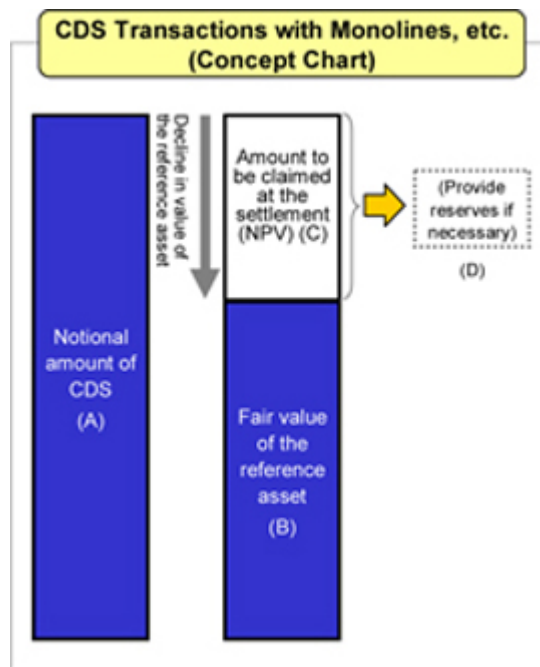 CDS Transactions with Monolines, etc.
(Concept Chart)
Notional
amount of
CDS
(A)
Decline in value of
the reference asset
Amount to
be claimed at
the
settlement
(NPV) (C)
(Provide
reserves if
necessary)
(D)
Fair value
of the
reference
asset
(B)